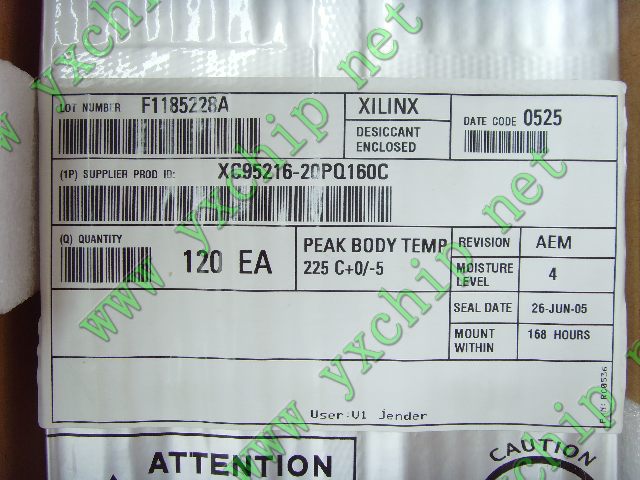 LOT NUMBER F1185228A
XILINX
DESICCANT
ENCLOSED
DATE CODE 0525
(1P) SUPPLIER PROD ID: XC95216-20PQ160C
(Q) QUANTITY
120 EA
PEAK BODY TEMP
225 C+0/-5
REVISION AEM
MOISTURE
LEVEL 4
SEAL DATE 26-JUN-05
MOUNT
WITHIN 168 HOURS
User:V1 Jender
ATTENTION
CAUTION
www.yxchip.net
www.yxchip.net
www.yxchip.net